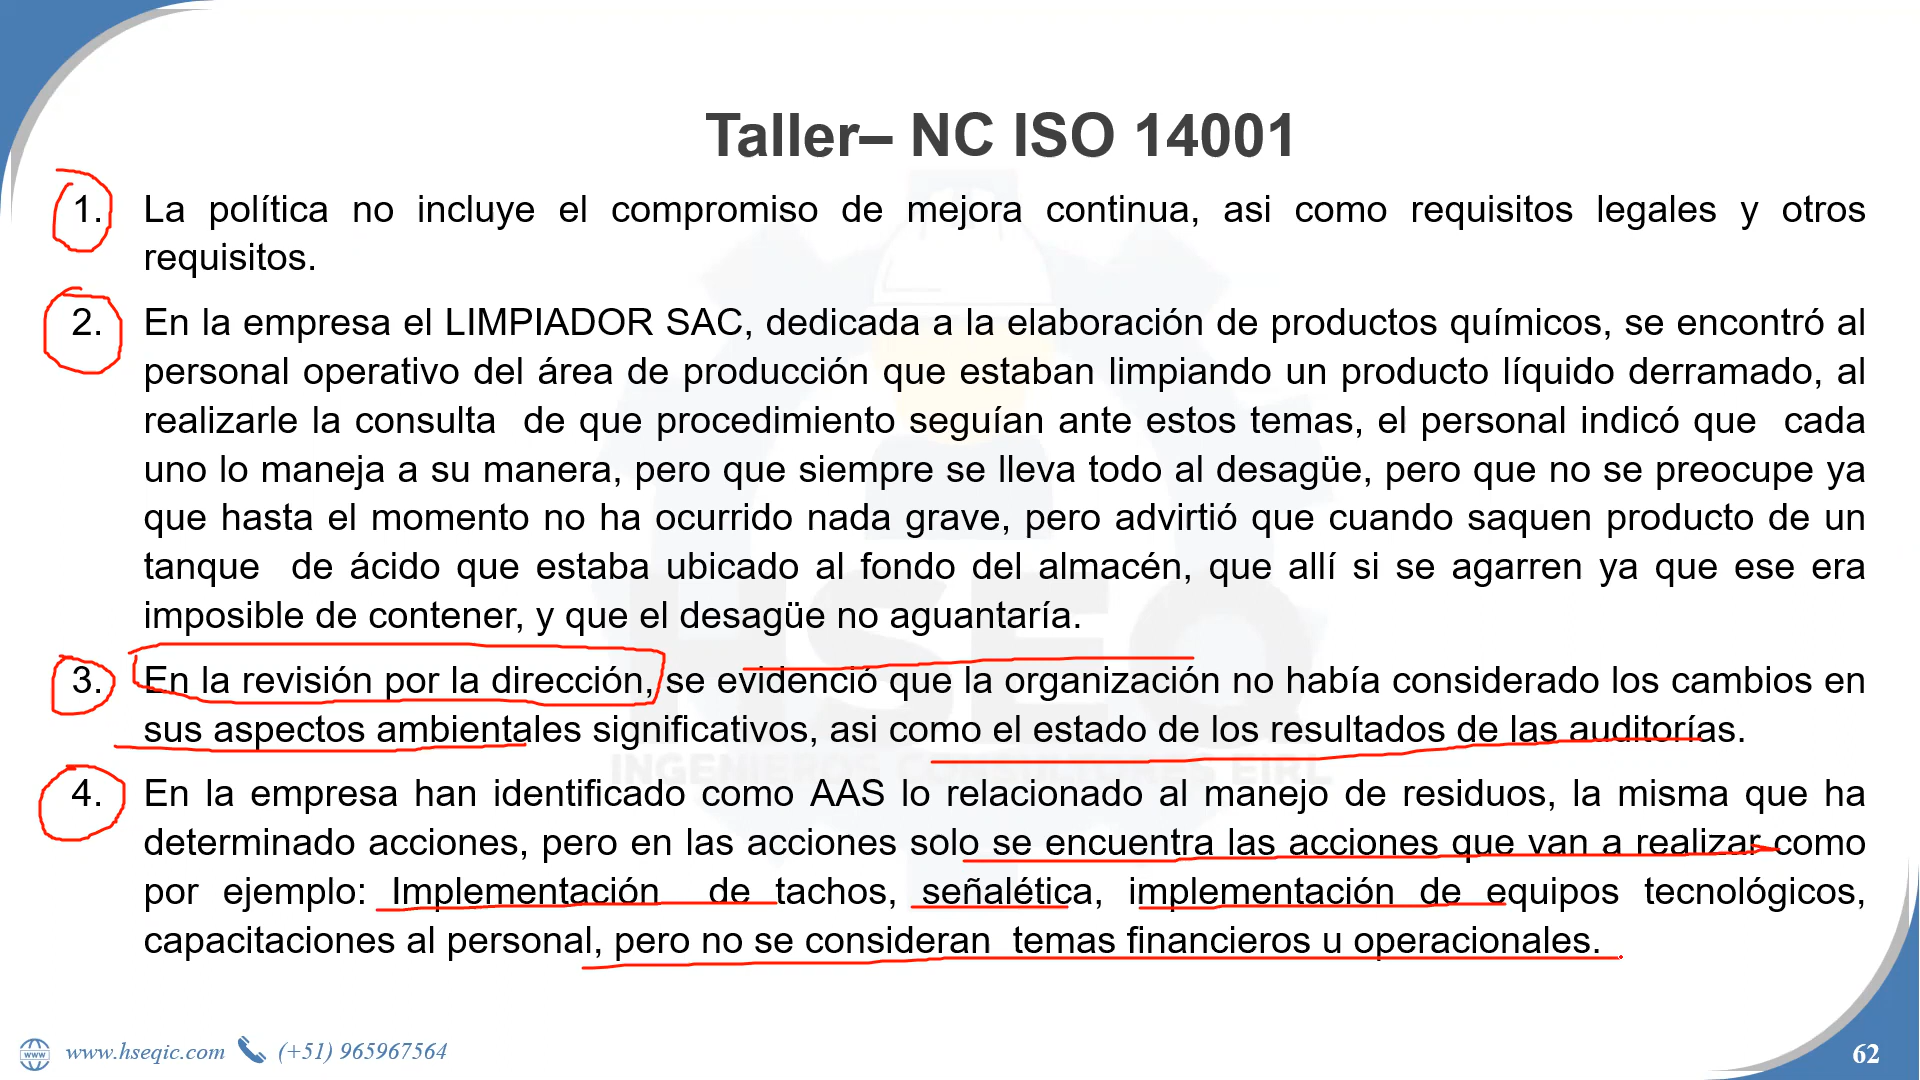 Taller– NC ISO 14001
1. La política no incluye el compromiso de mejora continua, asi como requisitos legales y otros
requisitos.
2. En la empresa el LIMPIADOR SAC, dedicada a la elaboración de productos químicos, se encontró al
personal operativo del área de producción que estaban limpiando un producto líquido derramado, al
realizarle la consulta de que procedimiento seguían ante estos temas, el personal indicó que cada
uno lo maneja a su manera, pero que siempre se lleva todo al desagüe, pero que no se preocupe ya
que hasta el momento no ha ocurrido nada grave, pero advirtió que cuando saquen producto de un
tanque de ácido que estaba ubicado al fondo del almacén, que allí si se agarren ya que ese era
imposible de contener, y que el desagüe no aguantaría.
3. En la revisión por la dirección, se evidenció que la organización no había considerado los cambios en
sus aspectos ambientales significativos, asi como el estado de los resultados de las auditorías.
INGENIEROS CONSULTORES EIRL
4. En la empresa han identificado como AAS lo relacionado al manejo de residuos, la misma que ha
determinado acciones, pero en las acciones solo se encuentra las acciones que van a realizar como
por ejemplo: Implementación de tachos, señalética, implementación de equipos tecnológicos,
capacitaciones al personal, pero no se consideran temas financieros u operacionales.
HSEQ
www www.hseqic.com (+51) 965967564
62